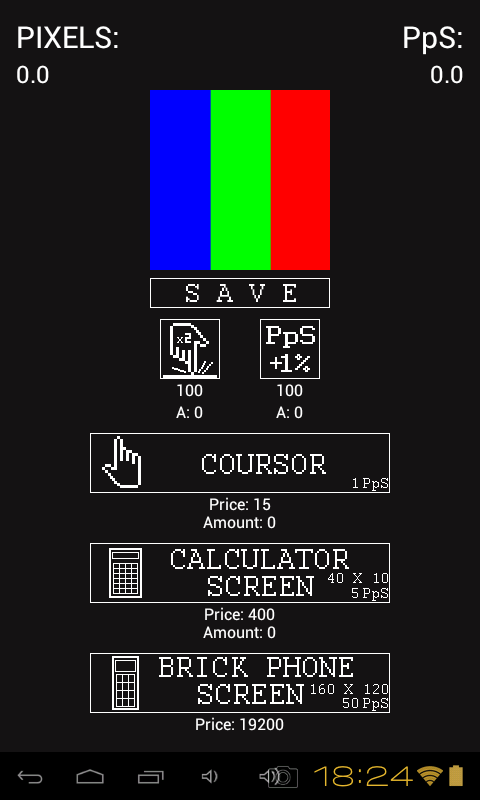 PIXELS: PpS:
0.0 0.0
S A V E
x2 PpS
+1%
100 100
A: 0 A: 0
COURSOR
1 PpS
Price: 15
Amount: 0
CALCULATOR
SCREEN 40 X 10
5 PpS
Price: 400
Amount: 0
BRICK PHONE
SCREEN 160 X 120
50 PpS
Price: 19200
18:24